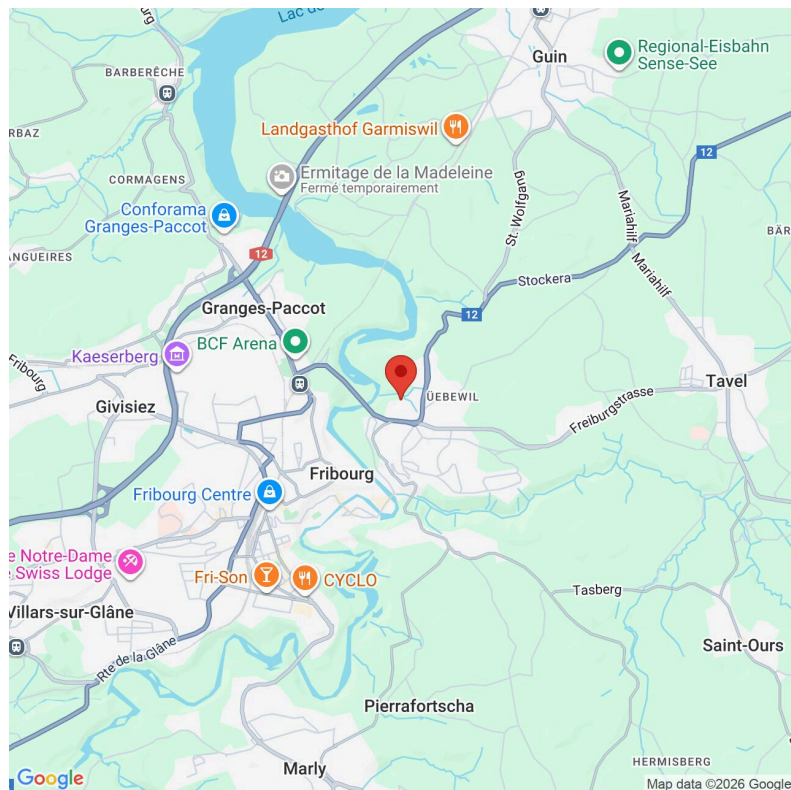 Lac de
Guin
Regional-Eisbahn
Sense-See
BARBERÊCHE
Landgasthof Garmiswil
12
Ermitage de la Madeleine
Fermé temporairement
CORMAGENS
Conforama
Granges-Paccot
St. Wolfgang
Mariahilf
Mariahilf
12
Stockera
Granges-Paccot
12
BCF Arena
Kaeserberg
Fribourg
Givisiez
ÜEBEWIL
Tavel
Freiburgstrasse
Fribourg
Fribourg Centre
Notre-Dame
Swiss Lodge
Fri-Son
CYCLO
Tasberg
Villars-sur-Glâne
Rte de la Glâne
Saint-Ours
Pierrafortscha
Marly
HERMISBERG
Google
Map data ©2026 Google